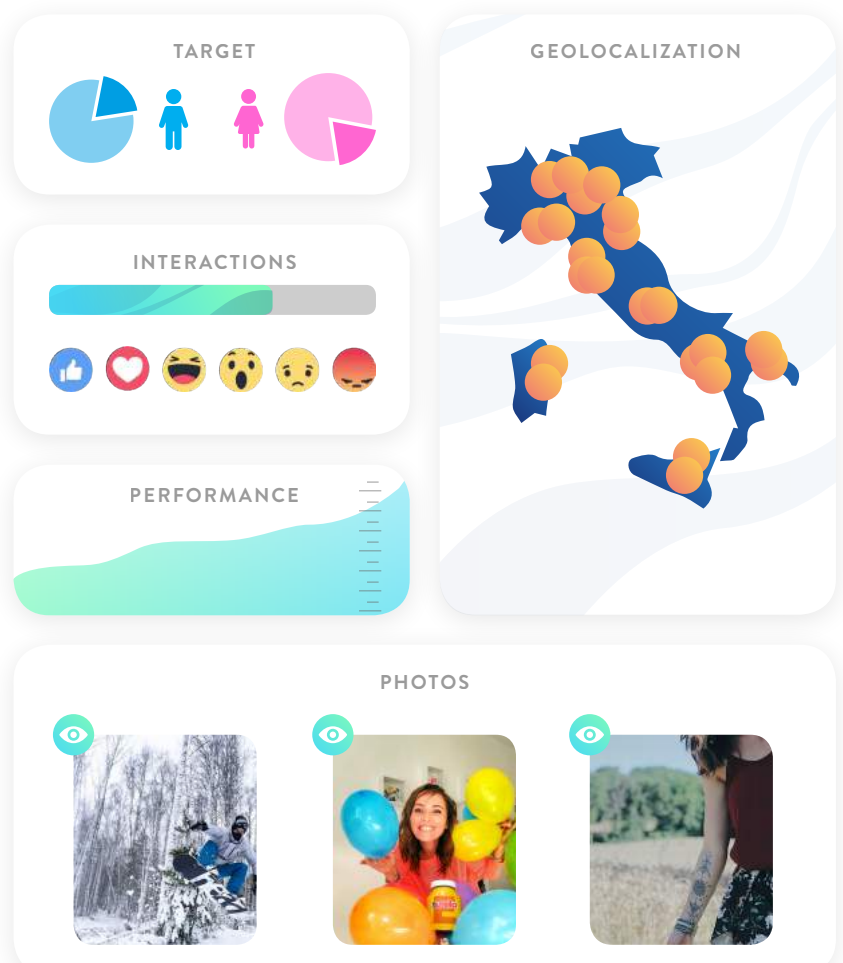 TARGET
GEOLOCALIZATION
INTERACTIONS
PERFORMANCE
PHOTOS